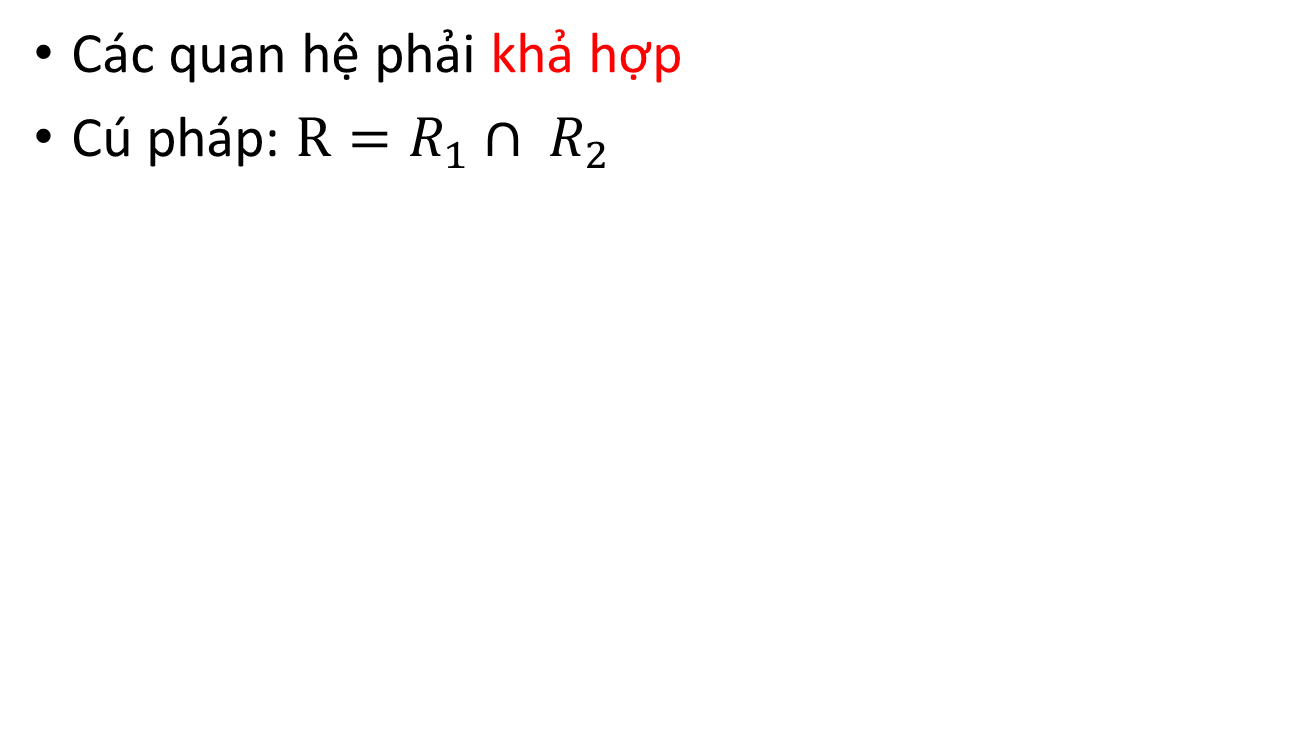 • Các quan hệ phải khả hợp
• Cú pháp: R = 𝑅₁ ∩ 𝑅₂